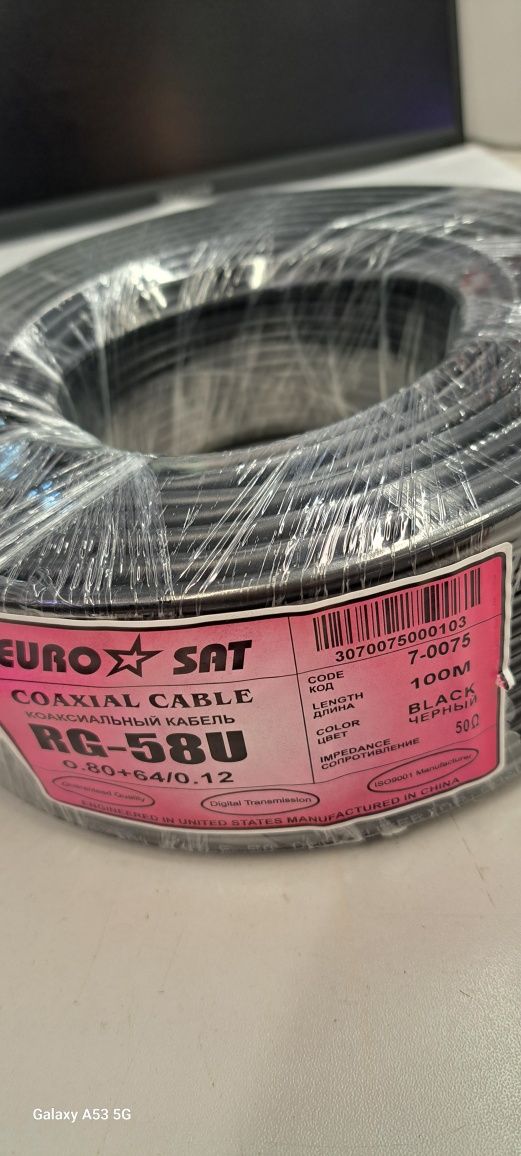 EURO SAT
COAXIAL CABLE
КОАКСИАЛЬНЫЙ КАБЕЛЬ
RG-58U
0.80+64/0.12
3070075000103
CODE 7-0075
КОД
LENGTH 100M
ДЛИНА
COLOR BLACK
ЦВЕТ ЧЕРНЫЙ
IMPEDANCE 50Ω
СОПРОТИВЛЕНИЕ
Guaranteed Quality
Digital Transmission
ISO9001 Manufacturer
ENGINEERED IN UNITED STATES MANUFACTURED IN CHINA
Galaxy A53 5G